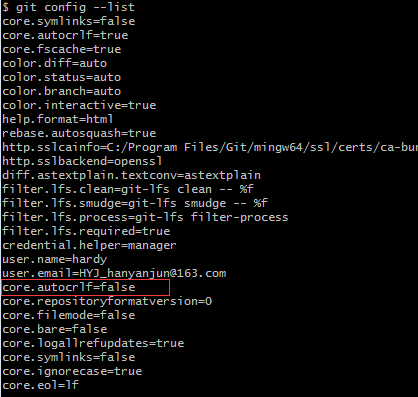 $ git config --list
core.symlinks=false
core.autocrlf=true
core.fscache=true
color.diff=auto
color.status=auto
color.branch=auto
color.interactive=true
help.format=html
rebase.autosquash=true
http.sslcainfo=C:/Program Files/Git/mingw64/ssl/certs/ca-bun
http.sslbackend=openssl
diff.astextplain.textconv=astextplain
filter.lfs.clean=git-lfs clean -- %f
filter.lfs.smudge=git-lfs smudge -- %f
filter.lfs.process=git-lfs filter-process
filter.lfs.required=true
credential.helper=manager
user.name=hardy
user.email=HYJ_hanyanjun@163.com
core.autocrlf=false
core.repositoryformatversion=0
core.filemode=false
core.bare=false
core.logallrefupdates=true
core.symlinks=false
core.ignorecase=true
core.eol=lf